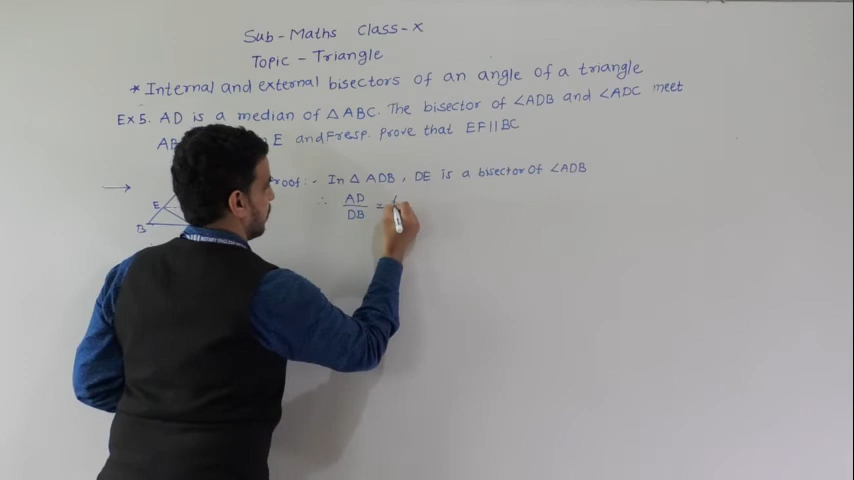 Sub-Maths Class-X
Topic - Triangle
* Internal and external bisectors of an angle of a triangle
Ex 5. AD is a median of △ABC. The bisector of ∠ADB and ∠ADC meet
E and F resp. Prove that EF||BC
→ E B
roof:- In △ ADB, DE is a bisector Of ∠ADB
∴ AD/DB =